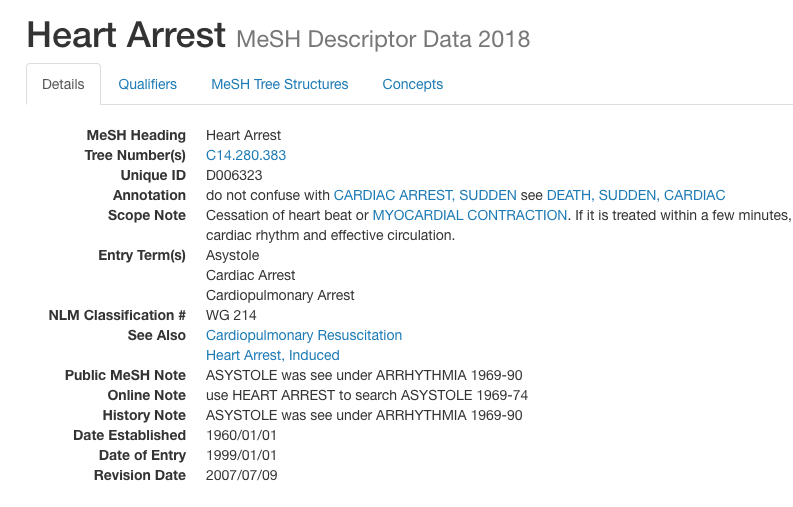 Heart Arrest MeSH Descriptor Data 2018
Details Qualifiers MeSH Tree Structures Concepts
MeSH Heading Heart Arrest
Tree Number(s) C14.280.383
Unique ID D006323
Annotation do not confuse with CARDIAC ARREST, SUDDEN see DEATH, SUDDEN, CARDIAC
Scope Note Cessation of heart beat or MYOCARDIAL CONTRACTION. If it is treated within a few minutes,
cardiac rhythm and effective circulation.
Entry Term(s) Asystole
Cardiac Arrest
Cardiopulmonary Arrest
NLM Classification # WG 214
See Also Cardiopulmonary Resuscitation
Heart Arrest, Induced
Public MeSH Note ASYSTOLE was see under ARRHYTHMIA 1969-90
Online Note use HEART ARREST to search ASYSTOLE 1969-74
History Note ASYSTOLE was see under ARRHYTHMIA 1969-90
Date Established 1960/01/01
Date of Entry 1999/01/01
Revision Date 2007/07/09